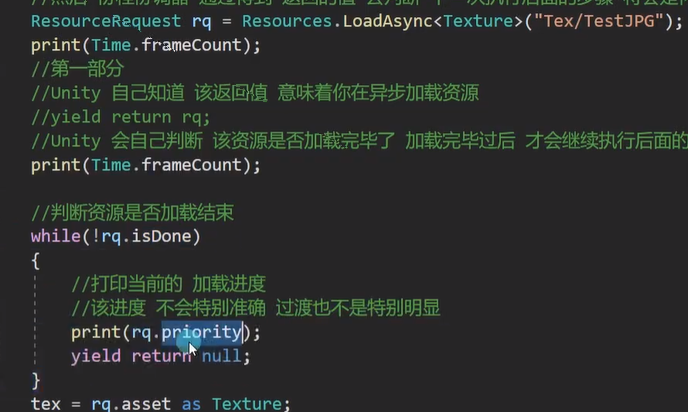 ResourceRequest rq = Resources.LoadAsync<Texture>("Tex/TestJPG");
print(Time.frameCount);
//第一部分
//Unity 自己知道 该返回值 意味着你在异步加载资源
//yield return rq;
//Unity 会自己判断 该资源是否加载完毕了 加载完毕过后 才会继续执行后面的
print(Time.frameCount);
//判断资源是否加载结束
while(!rq.isDone)
{
//打印当前的 加载进度
//该进度 不会特别准确 过渡也不是特别明显
print(rq.priority);
yield return null;
}
tex = rq.asset as Texture;